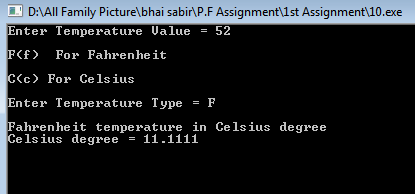 D:\All Family Picture\bhai sabir\P.F Assignment\1st Assignment\10.exe
Enter Temperature Value = 52
F(f)  For Fahrenheit
C(c) For Celsius
Enter Temperature Type = F
Fahrenheit temperature in Celsius degree
Celsius degree = 11.1111